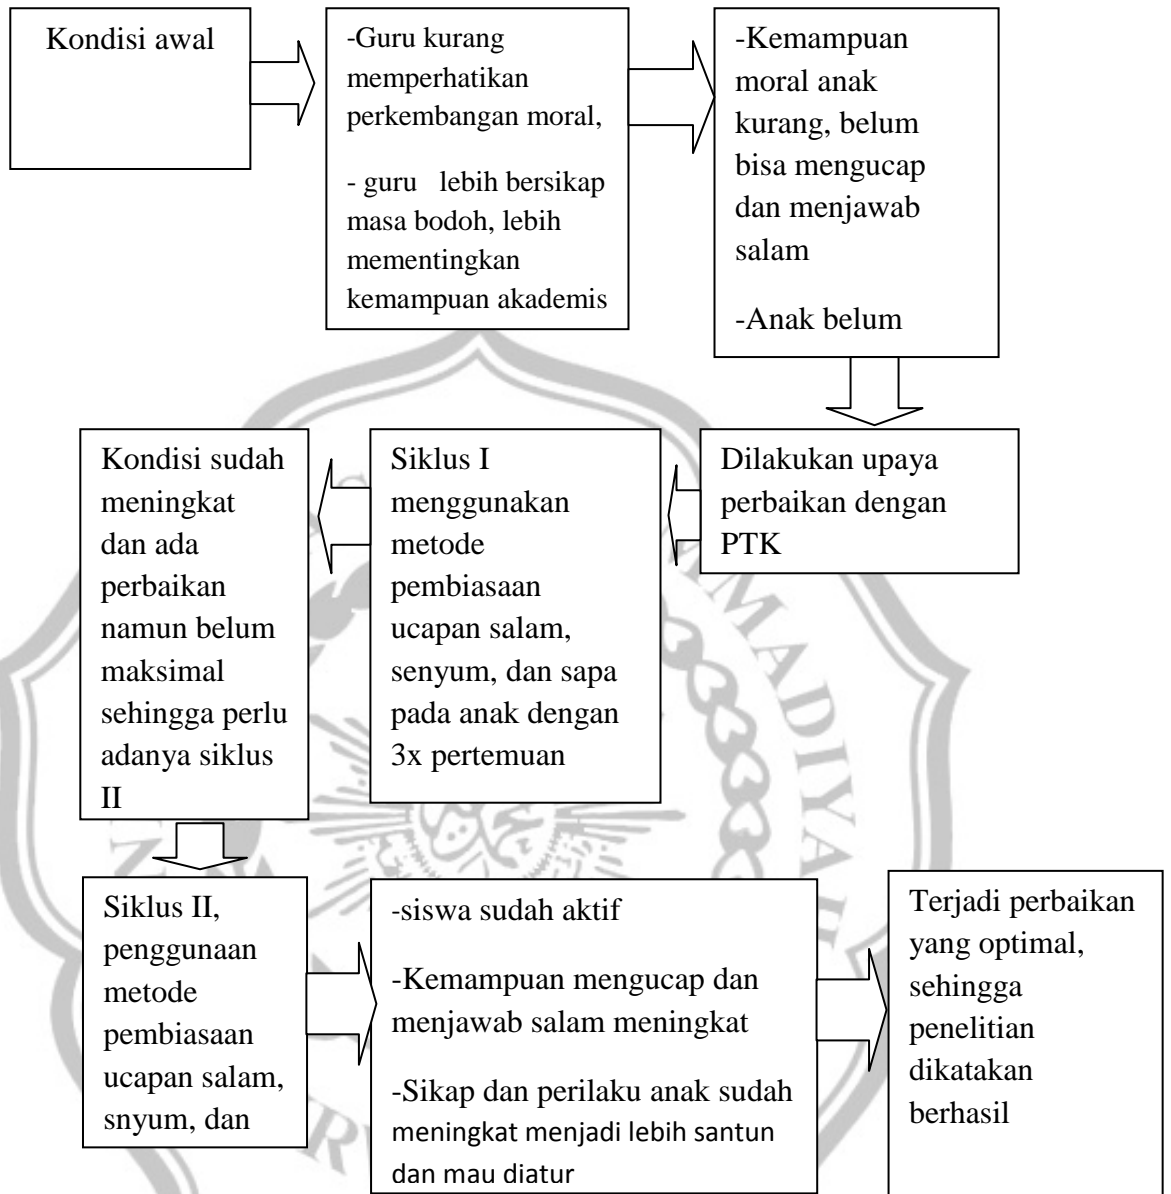 Kondisi awal
-Guru kurang
memperhatikan
perkembangan moral,
- guru lebih bersikap
masa bodoh, lebih
mementingkan
kemampuan akademis
-Kemampuan
moral anak
kurang, belum
bisa mengucap
dan menjawab
salam
-Anak belum
Dilakukan upaya
perbaikan dengan
PTK
Siklus I
menggunakan
metode
pembiasaan
ucapan salam,
senyum, dan sapa
pada anak dengan
3x pertemuan
Kondisi sudah
meningkat
dan ada
perbaikan
namun belum
maksimal
sehingga perlu
adanya siklus
II
Siklus II,
penggunaan
metode
pembiasaan
ucapan salam,
snyum, dan
-siswa sudah aktif
-Kemampuan mengucap dan
menjawab salam meningkat
-Sikap dan perilaku anak sudah
meningkat menjadi lebih santun
dan mau diatur
Terjadi perbaikan
yang optimal,
sehingga
penelitian
dikatakan
berhasil